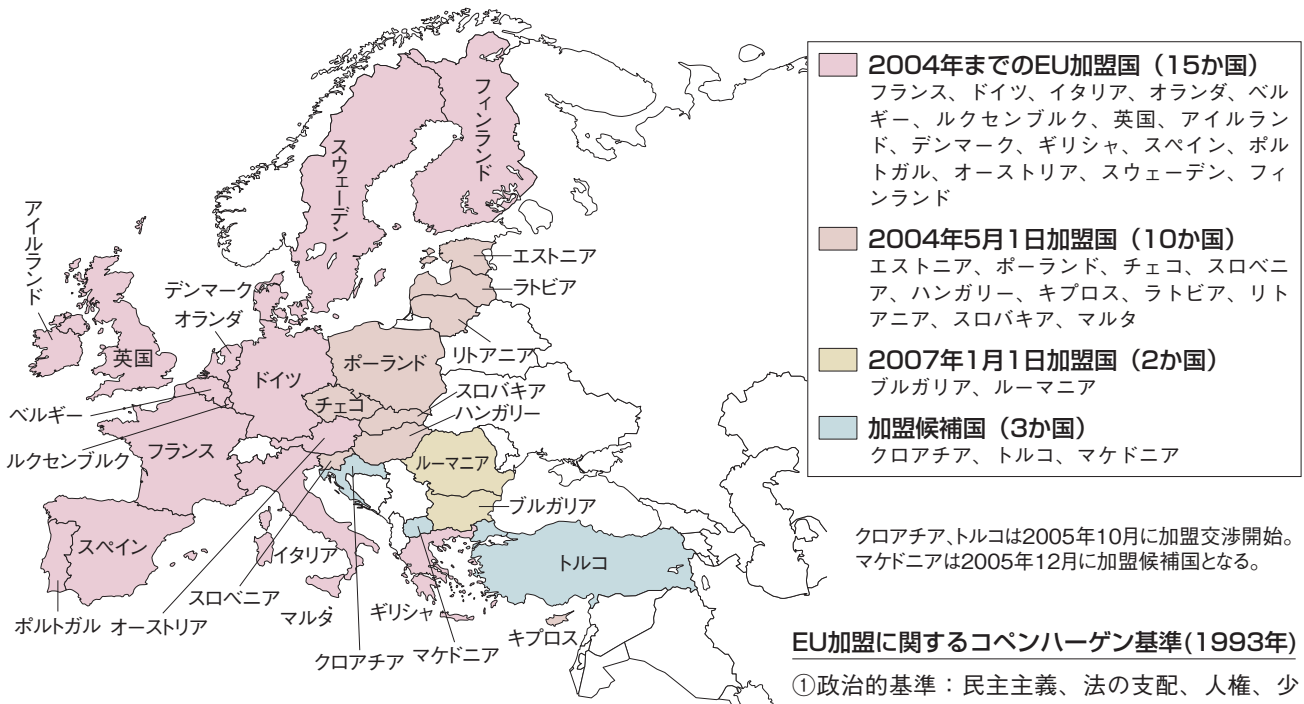 フィンランド
スウェーデン
アイルランド
エストニア
ラトビア
デンマーク
オランダ
リトアニア
英国
ポーランド
ドイツ
スロバキア
チェコ
ハンガリー
ベルギー
フランス
ルクセンブルク
ルーマニア
ブルガリア
スペイン
イタリア
トルコ
スロベニア
マルタ
ギリシャ
ポルトガル
オーストリア
キプロス
クロアチア
マケドニア
2004年までのEU加盟国(15か国)
フランス、ドイツ、イタリア、オランダ、ベル
ギー、ルクセンブルク、英国、アイルラン
ド、デンマーク、ギリシャ、スペイン、ポル
トガル、オーストリア、スウェーデン、フィ
ンランド
2004年5月1日加盟国(10か国)
エストニア、ポーランド、チェコ、スロベニ
ア、ハンガリー、キプロス、ラトビア、リト
アニア、スロバキア、マルタ
2007年1月1日加盟国(2か国)
ブルガリア、ルーマニア
加盟候補国(3か国)
クロアチア、トルコ、マケドニア
クロアチア、トルコは2005年10月に加盟交渉開始。
マケドニアは2005年12月に加盟候補国となる。
EU加盟に関するコペンハーゲン基準(1993年)
①政治的基準:民主主義、法の支配、人権、少